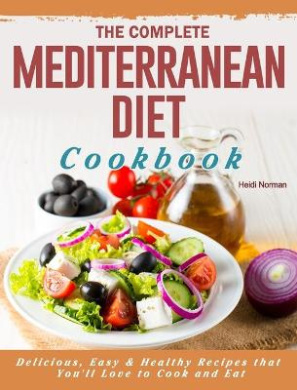 THE COMPLETE
MEDITERRANEAN
DIET
Cookbook
Heidi Norman
Delicious, Easy & Healthy Recipes that
You'll Love to Cook and Eat